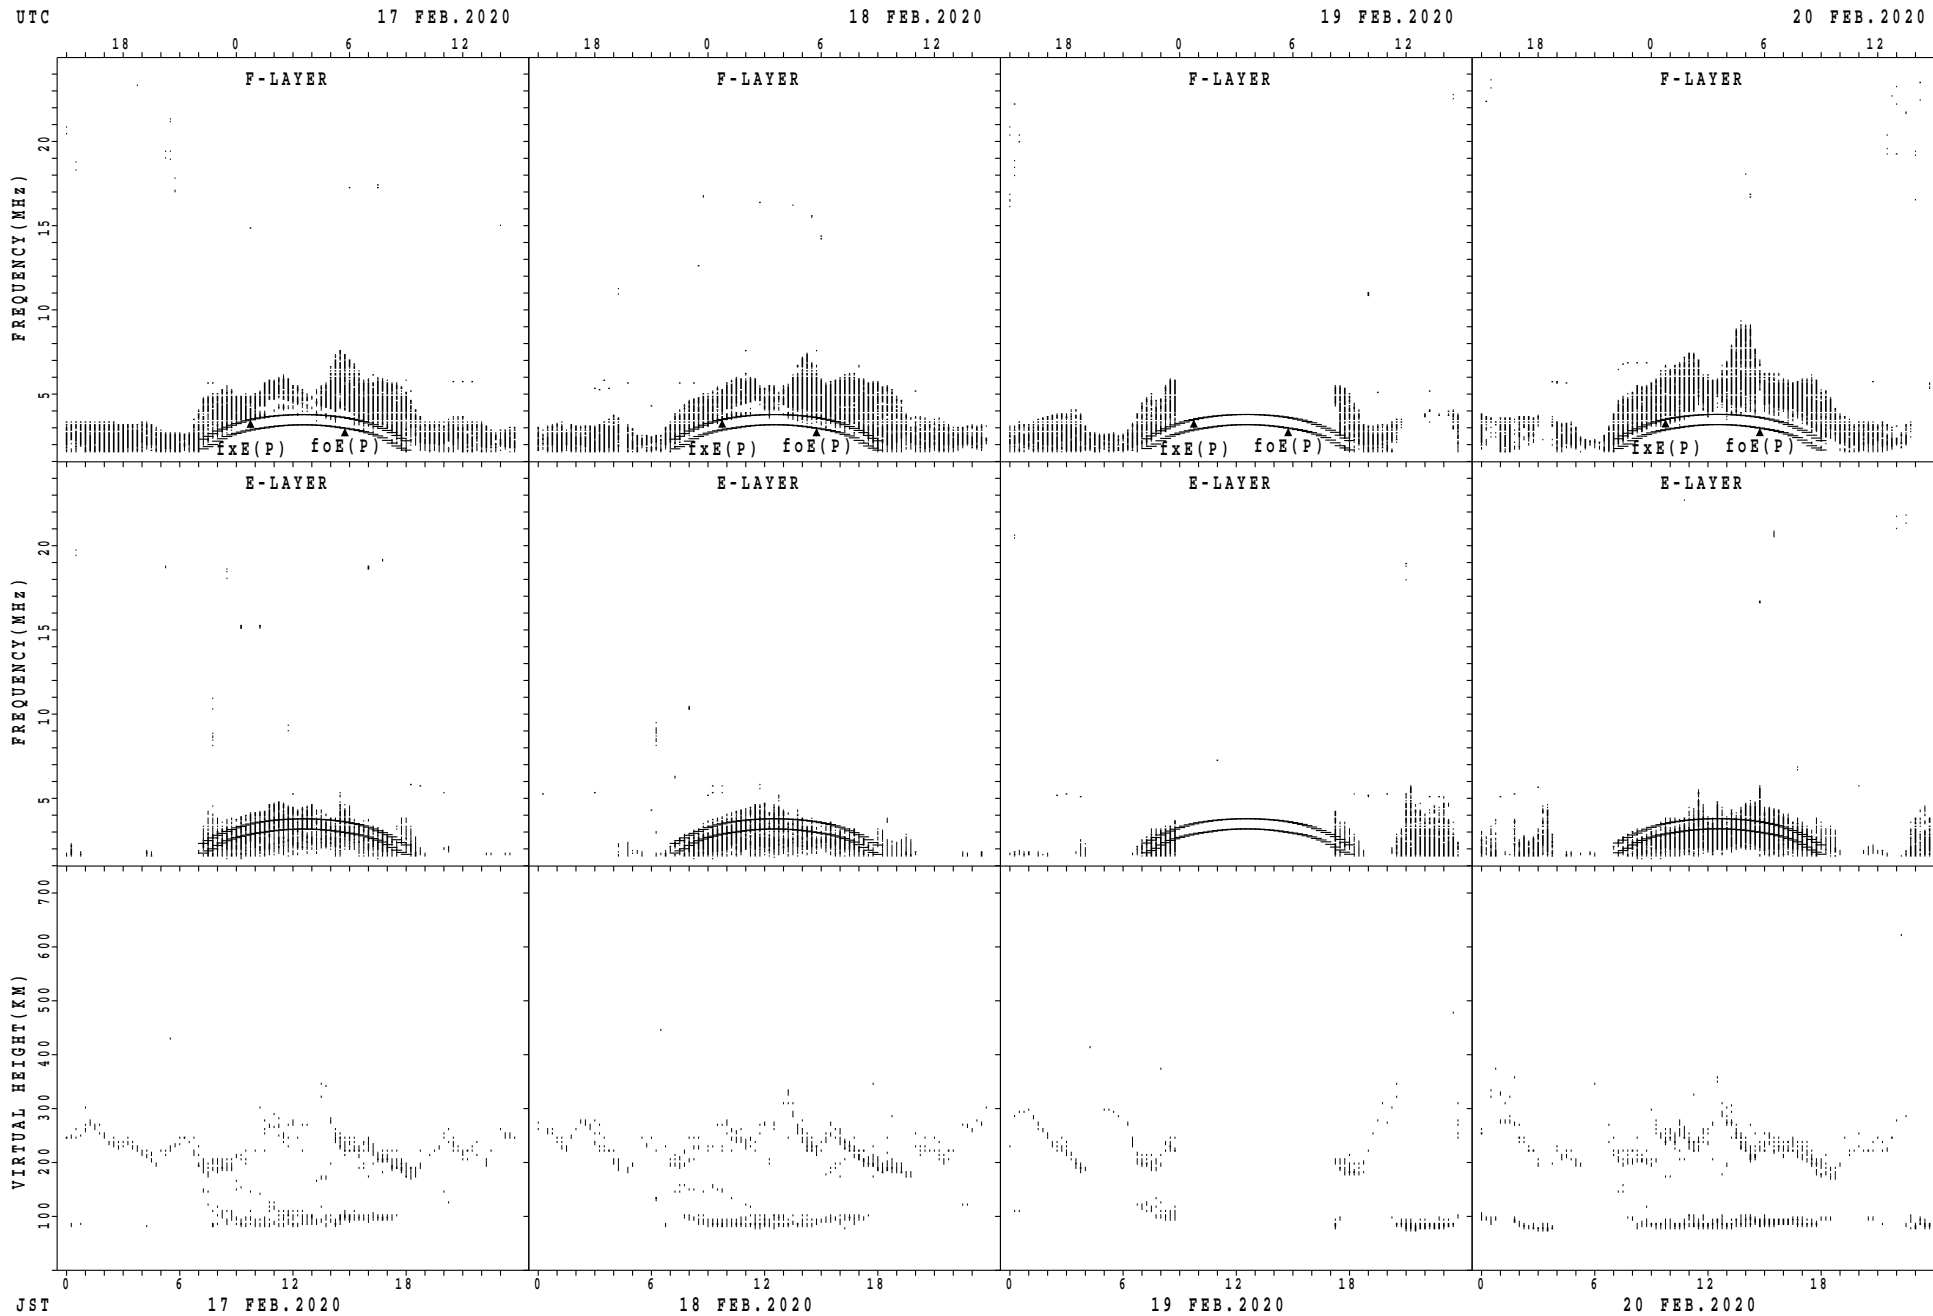 UTC 17 FEB.2020 18 FEB.2020 19 FEB.2020 20 FEB.2020
18 0 6 12 18 0 6 12 18 0 6 12 18 0 6 12
F-LAYER F-LAYER F-LAYER F-LAYER
FREQUENCY(MHz)
20
15
10
5
fxE(P) foE(P) fxE(P) foE(P) fxE(P) foE(P) fxE(P) foE(P)
E-LAYER E-LAYER E-LAYER E-LAYER
FREQUENCY(MHz)
20
15
10
5
VIRTUAL HEIGHT(KM)
700
600
500
400
300
200
100
0 6 12 18 0 6 12 18 0 6 12 18 0 6 12 18
JST 17 FEB.2020 18 FEB.2020 19 FEB.2020 20 FEB.2020